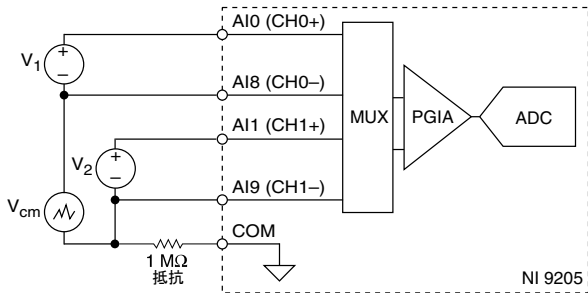 AI0 (CH0+)
V1
+
–
AI8 (CH0–)
MUX
PGIA
ADC
AI1 (CH1+)
V2
+
–
AI9 (CH1–)
Vcm
COM
1 MΩ
抵抗
NI 9205